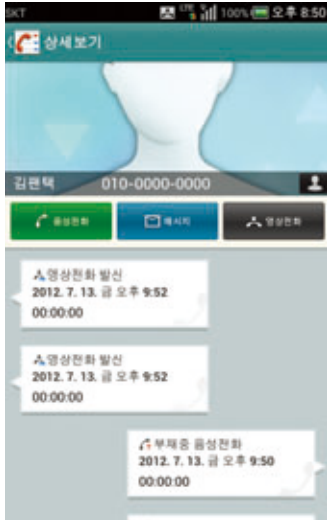 SKT LTE 100% 오후 8:50
상세보기
김팬택 010-0000-0000
음성전화 메시지 영상전화
영상전화 발신
2012. 7. 13. 금 오후 9:52
00:00:00
영상전화 발신
2012. 7. 13. 금 오후 9:52
00:00:00
부재중 음성전화
2012. 7. 13. 금 오후 9:50
00:00:00